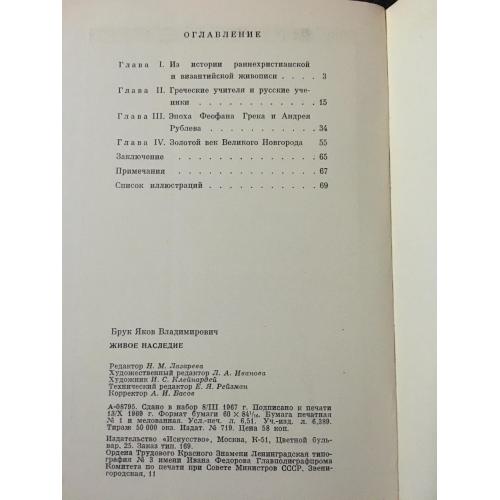 ОГЛАВЛЕНИЕ
Глава I. Из истории раннехристианской
и византийской живописи . . . . 3
Глава II. Греческие учителя и русские уче-
ники . . . . . . . . . . . . 15
Глава III. Эпоха Феофана Грека и Андрея
Рублева . . . . . . . . . . . 34
Глава IV. Золотой век Великого Новгорода 55
Заключение . . . . . . . . . . . . 65
Примечания . . . . . . . . . . . . 67
Список иллюстраций . . . . . . . . . 69
Брук Яков Владимирович
ЖИВОЕ НАСЛЕДИЕ
Редактор Н. М. Лазарева
Художественный редактор Л. А. Иванова
Художник И. С. Клейнард
Технический редактор Е. Я. Рейзман
Корректор А. И. Басов
А-08795. Сдано в набор 8/III 1967 г. Подписано к печати
13/X 1969 г. Формат бумаги 60 × 84 1/16. Бумага печатная
№ 1 и мелованная. Усл.-печ. л. 6,51. Уч.-изд. л. 6,389.
Тираж 50 000 экз. Издат. № 719. Цена 58 коп.
Издательство «Искусство», Москва, К-51, Цветной буль-
вар, 25. Заказ тип. 169.
Ордена Трудового Красного Знамени Ленинградская типо-
графия № 3 имени Ивана Федорова Главполиграфпрома
Комитета по печати при Совете Министров СССР. Звени-
городская, 11